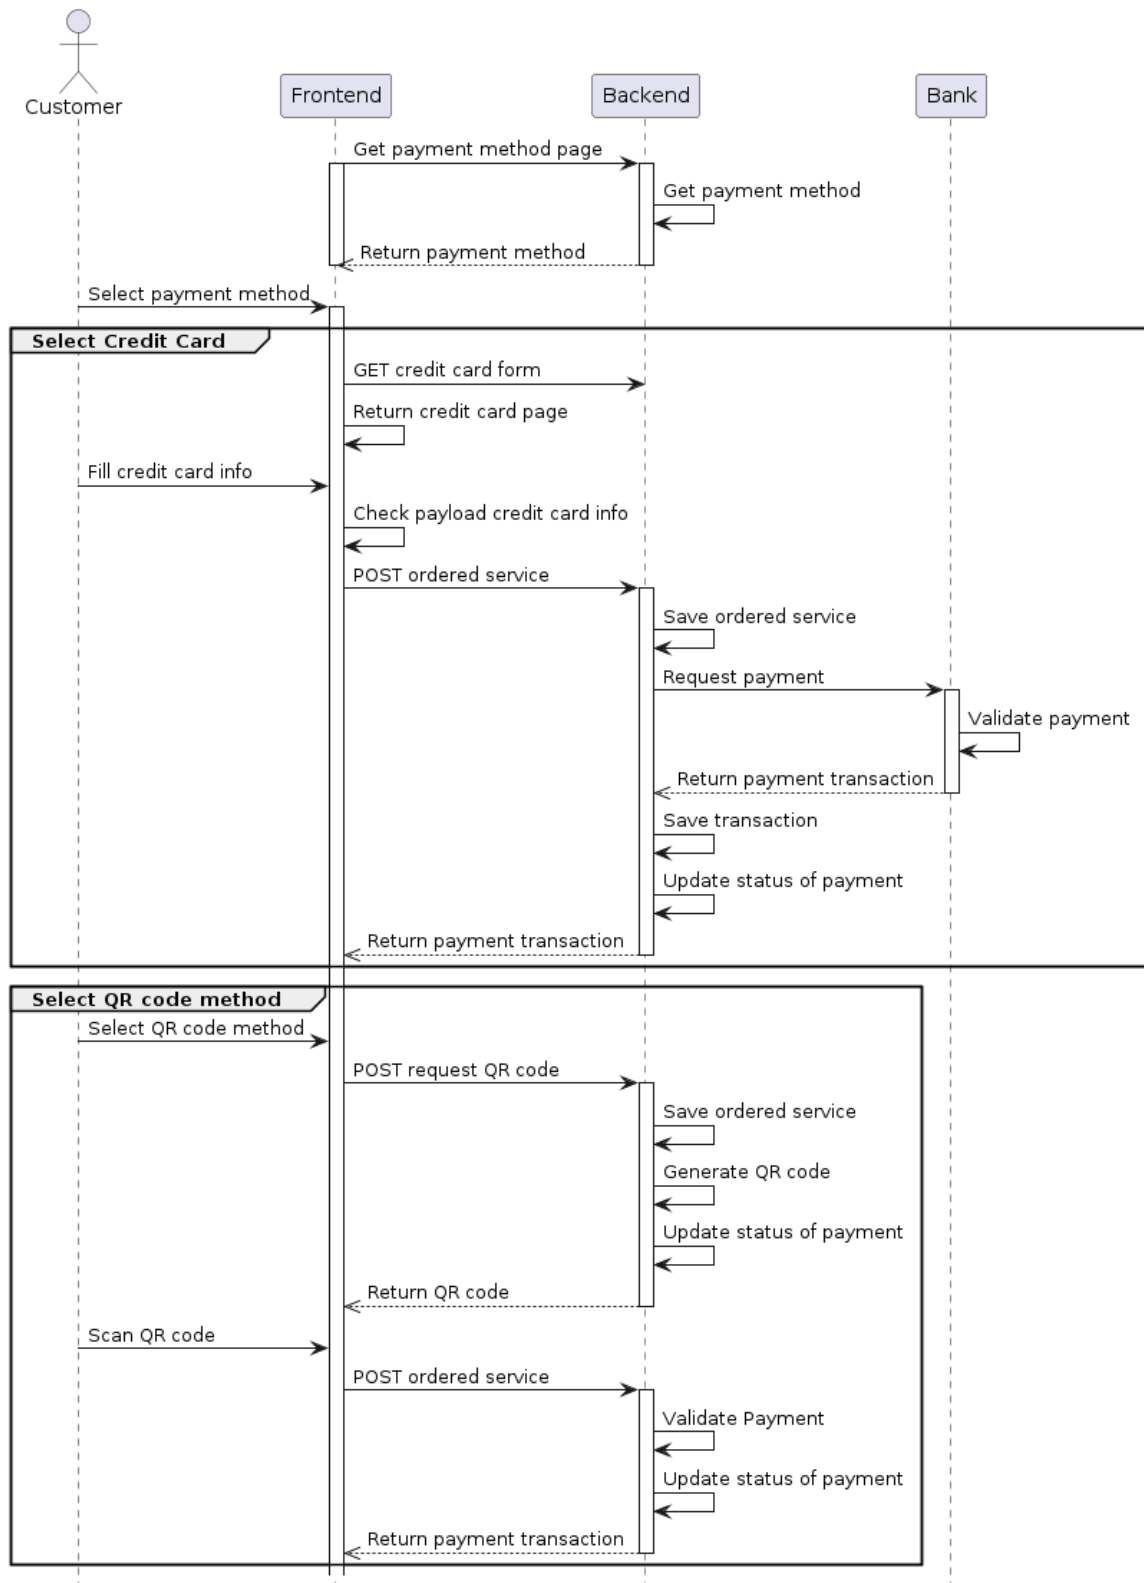 Customer
Frontend
Backend
Bank
Get payment method page
Get payment method
Return payment method
Select payment method
Select Credit Card
GET credit card form
Return credit card page
Fill credit card info
Check payload credit card info
POST ordered service
Save ordered service
Request payment
Validate payment
Return payment transaction
Save transaction
Update status of payment
Return payment transaction
Select QR code method
Select QR code method
POST request QR code
Save ordered service
Generate QR code
Update status of payment
Return QR code
Scan QR code
POST ordered service
Validate Payment
Update status of payment
Return payment transaction